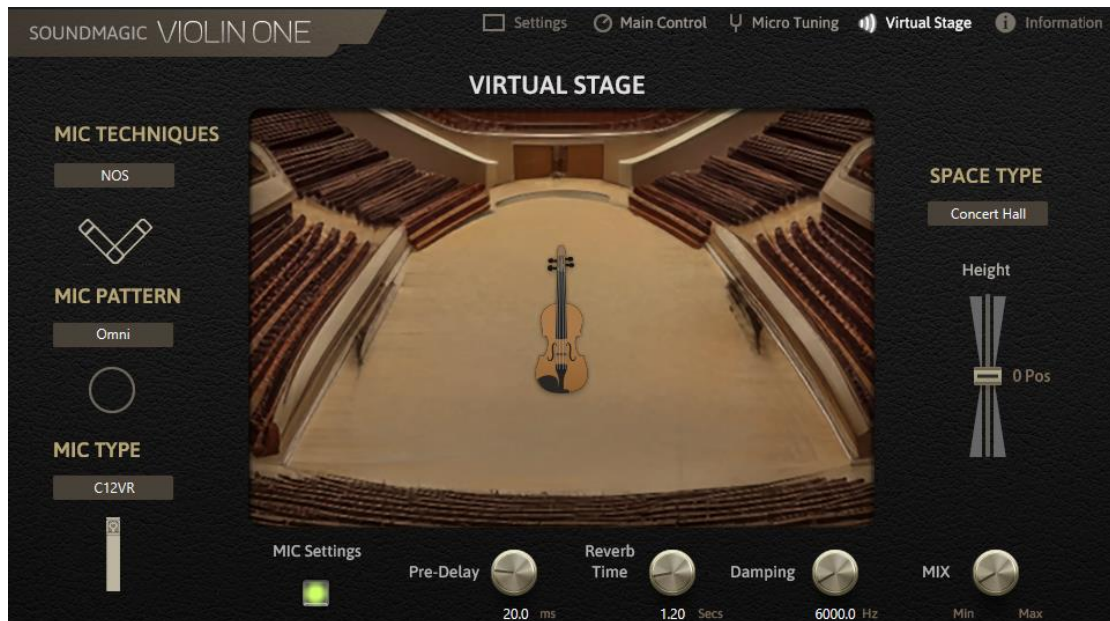 SOUNDMAGIC VIOLIN ONE
Settings Main Control Micro Tuning Virtual Stage Information
VIRTUAL STAGE
MIC TECHNIQUES
NOS
MIC PATTERN
Omni
MIC TYPE
C12VR
SPACE TYPE
Concert Hall
Height
0 Pos
MIC Settings
Pre-Delay
20.0 ms
Reverb
Time
1.20 Secs
Damping
6000.0 Hz
MIX
Min Max